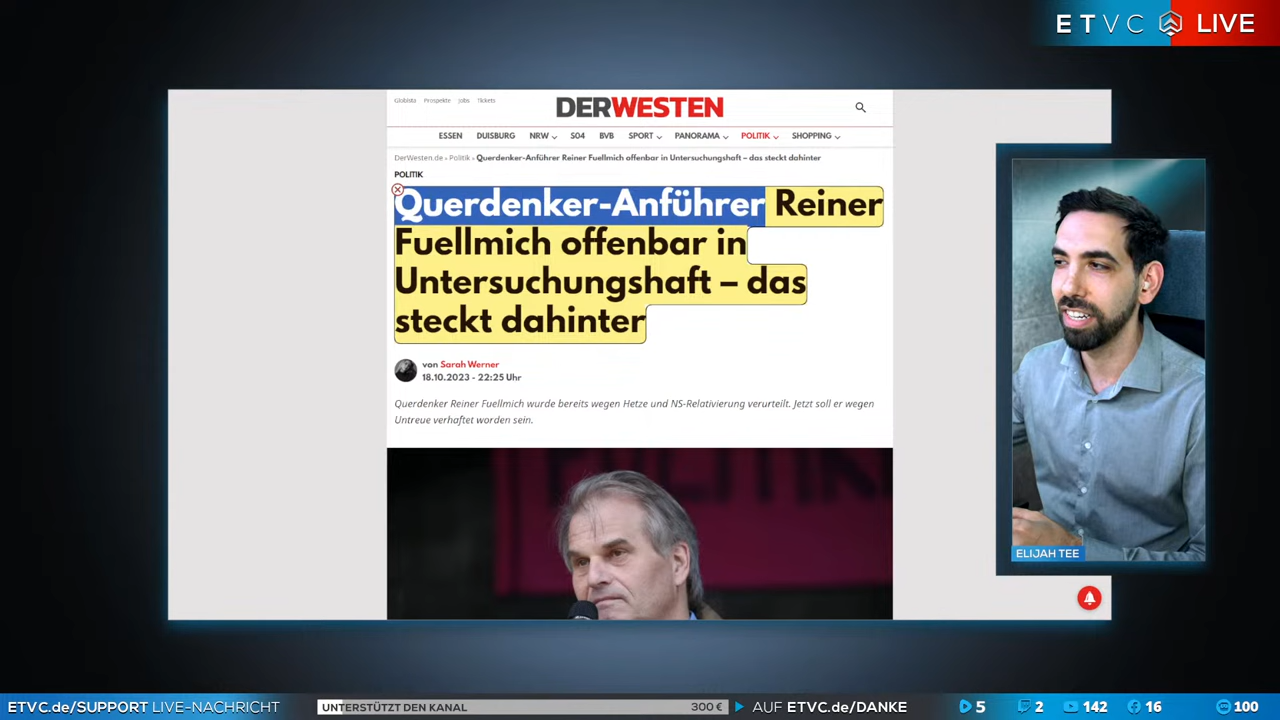 ETVC LIVE
Globista Prospekte Jobs Tickets
DERWESTEN
ESSEN DUISBURG NRW S04 BVB SPORT PANORAMA POLITIK SHOPPING
DerWesten.de » Politik » Querdenker-Anführer Reiner Fuellmich offenbar in Untersuchungshaft – das steckt dahinter
POLITIK
Querdenker-Anführer Reiner
Fuellmich offenbar in
Untersuchungshaft – das
steckt dahinter
von Sarah Werner
18.10.2023 - 22:25 Uhr
Querdenker Reiner Fuellmich wurde bereits wegen Hetze und NS-Relativierung verurteilt. Jetzt soll er wegen
Untreue verhaftet worden sein.
ELIJAH TEE
ETVC.de/SUPPORT LIVE-NACHRICHT UNTERSTÜTZT DEN KANAL 300 € AUF ETVC.de/DANKE 5 2 142 16 100